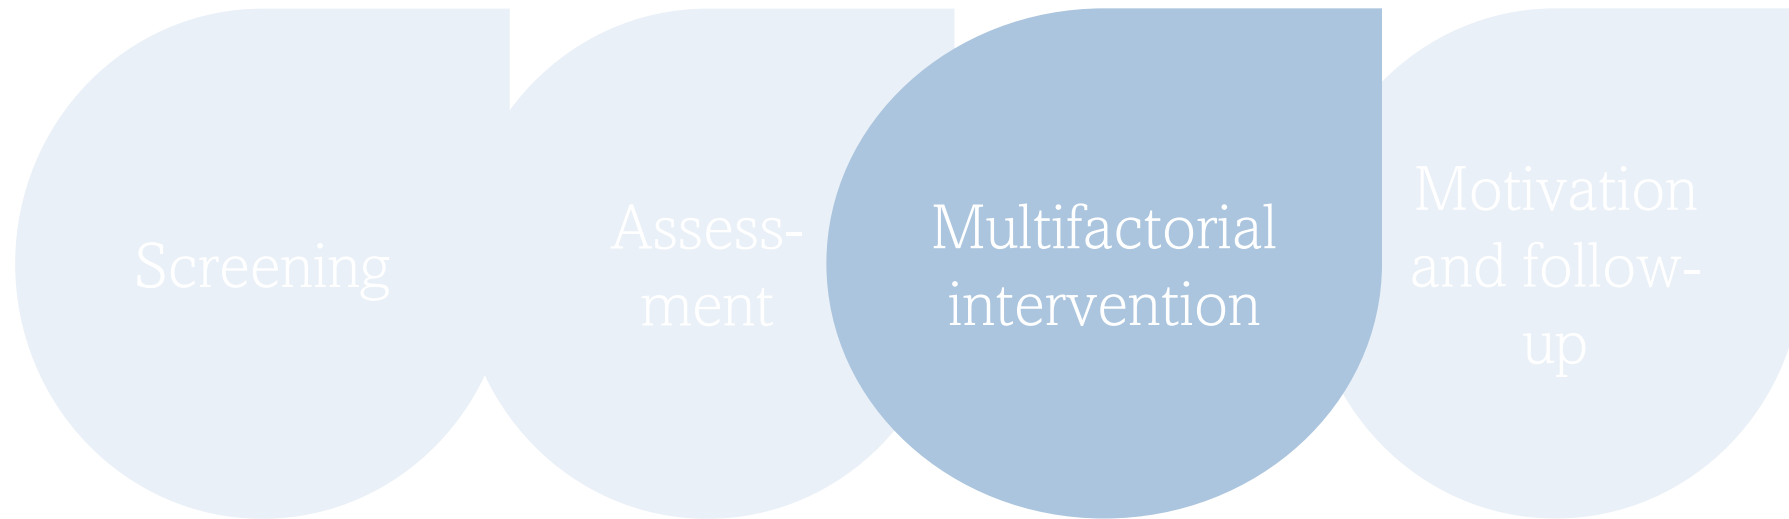 Screening
Assess-
ment
Multifactorial
intervention
Motivation
and follow-
up